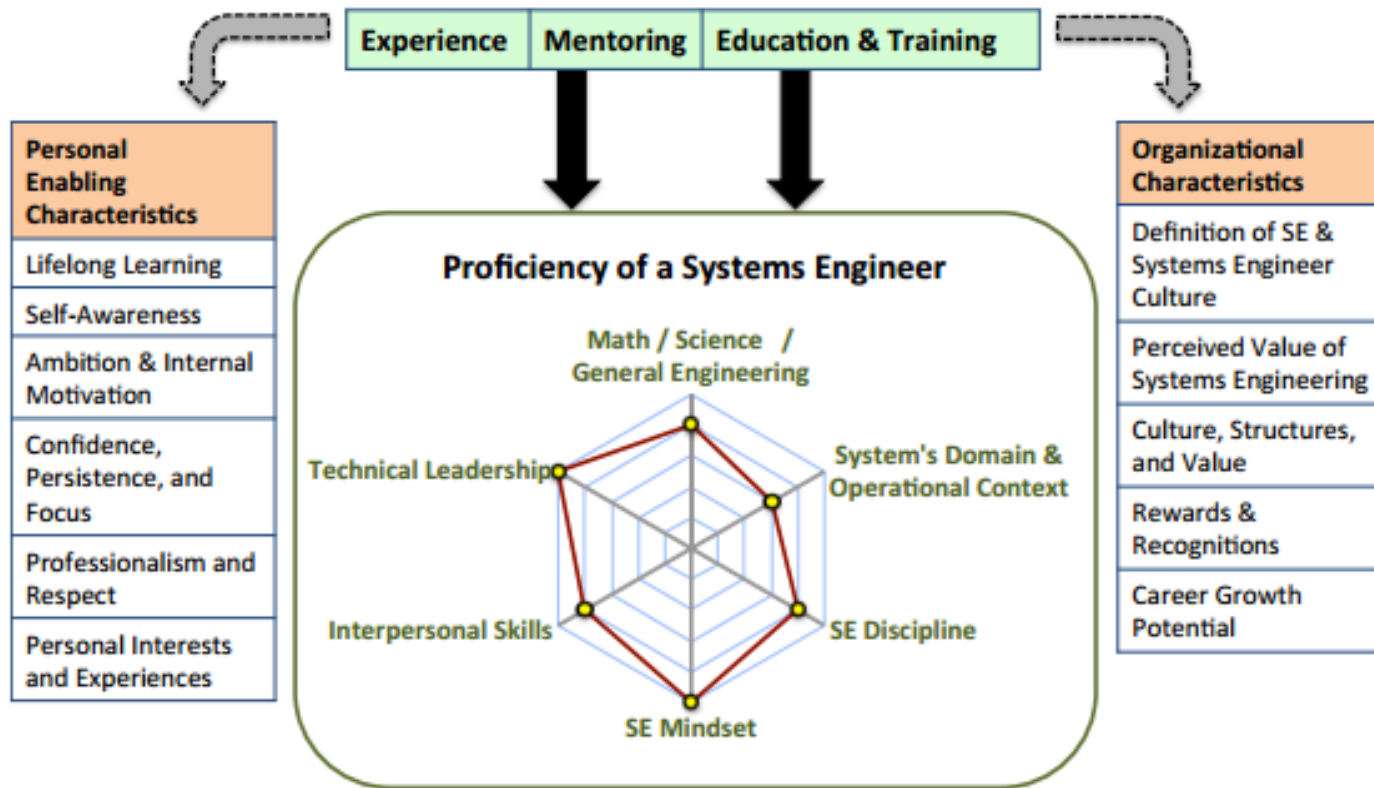 Experience Mentoring Education & Training
Personal
Enabling
Characteristics
Lifelong Learning
Self-Awareness
Ambition & Internal
Motivation
Confidence,
Persistence, and
Focus
Professionalism and
Respect
Personal Interests
and Experiences
Proficiency of a Systems Engineer
Math / Science /
General Engineering
System's Domain &
Operational Context
Technical Leadership
Interpersonal Skills
SE Discipline
SE Mindset
Organizational
Characteristics
Definition of SE &
Systems Engineer
Culture
Perceived Value of
Systems Engineering
Culture, Structures,
and Value
Rewards &
Recognitions
Career Growth
Potential